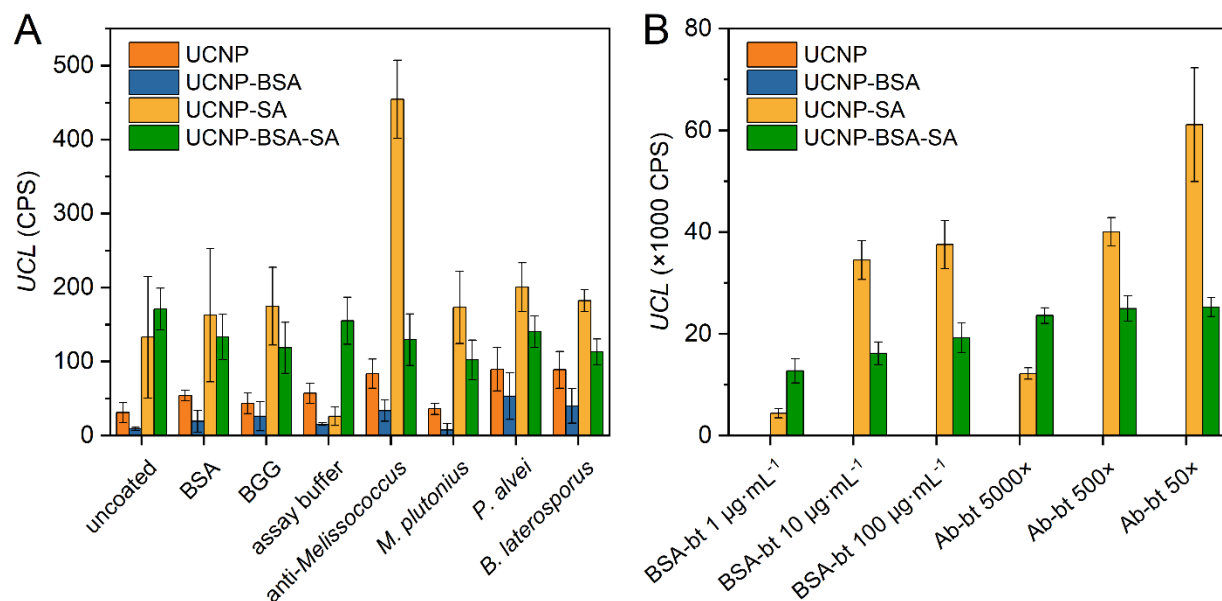 A
UCNP
UCNP-BSA
UCNP-SA
UCNP-BSA-SA
UCL (CPS)
500
400
300
200
100
0
uncoated
BSA
BGG
assay buffer
anti-Melissococcus
M. plutonius
P. alvei
B. laterosporus
B
UCNP
UCNP-BSA
UCNP-SA
UCNP-BSA-SA
UCL (×1000 CPS)
80
60
40
20
0
BSA-bt 1 µg·mL⁻¹
BSA-bt 10 µg·mL⁻¹
BSA-bt 100 µg·mL⁻¹
Ab-bt 5000×
Ab-bt 500×
Ab-bt 50×